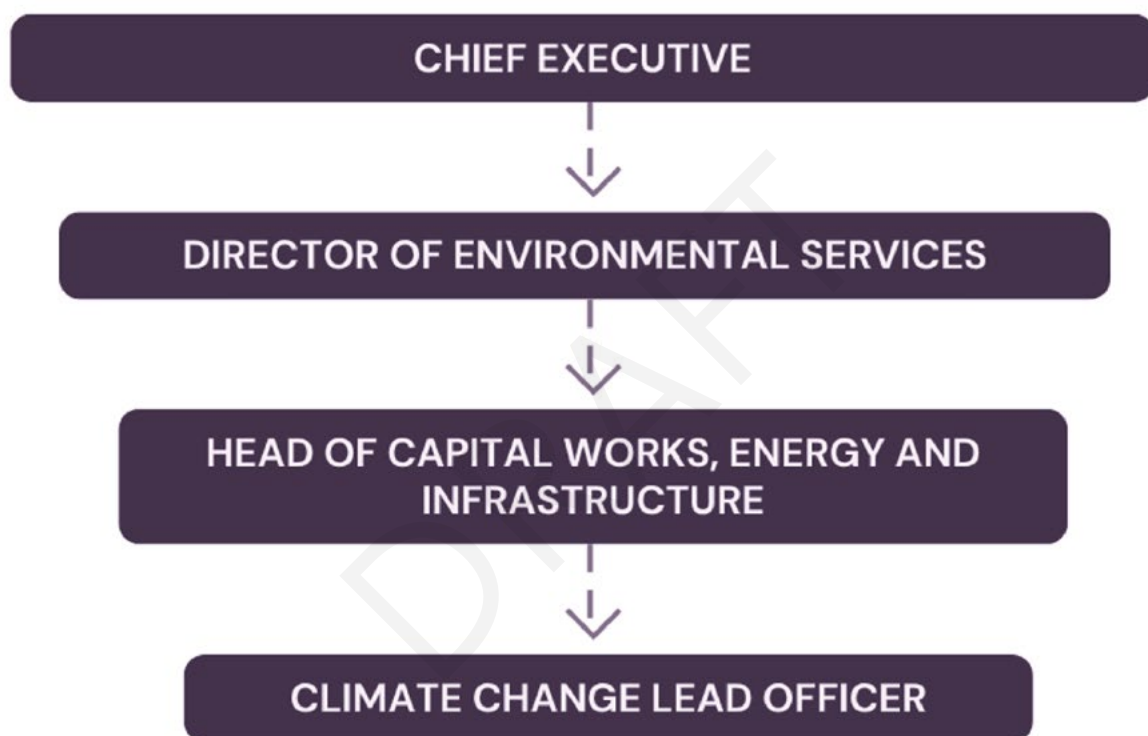 CHIEF EXECUTIVE
DIRECTOR OF ENVIRONMENTAL SERVICES
HEAD OF CAPITAL WORKS, ENERGY AND
INFRASTRUCTURE
CLIMATE CHANGE LEAD OFFICER
DRAFT